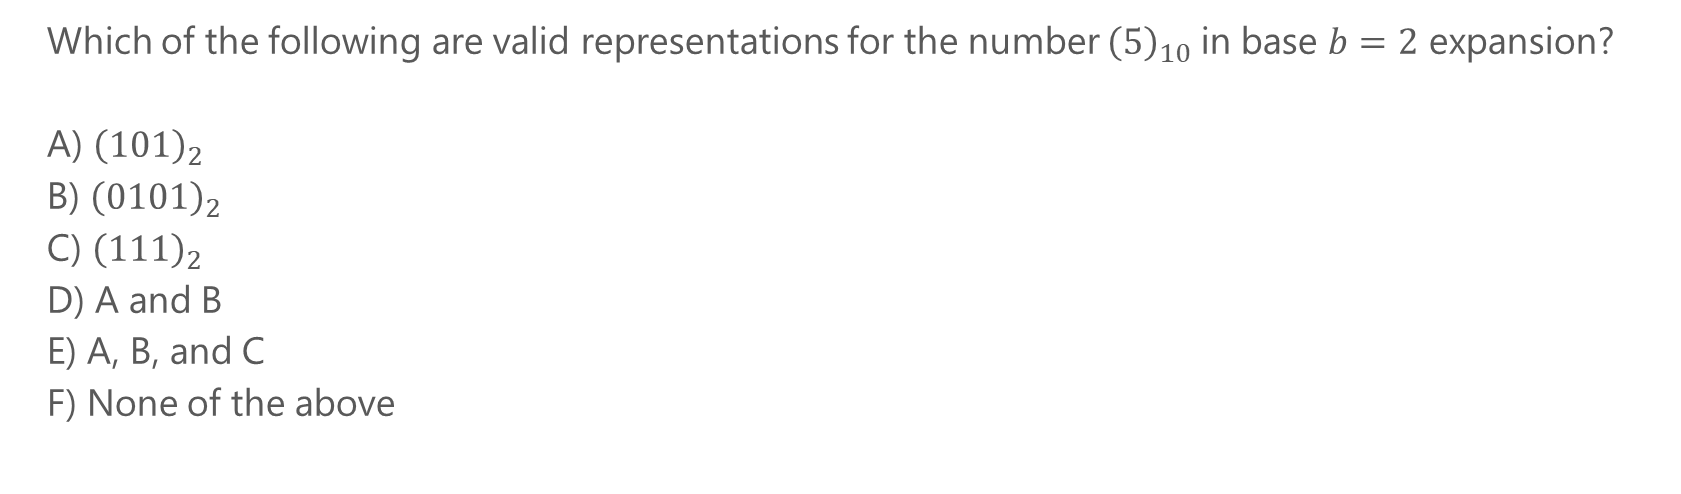 Which of the following are valid representations for the number (5)₁₀ in base b = 2 expansion?
A) (101)₂
B) (0101)₂
C) (111)₂
D) A and B
E) A, B, and C
F) None of the above